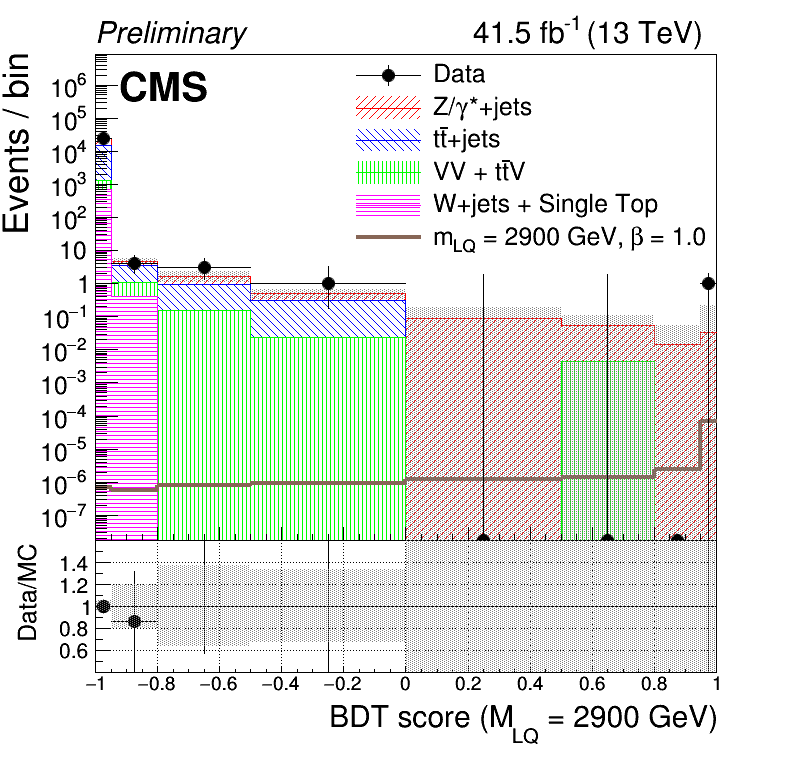 Preliminary 41.5 fb⁻¹ (13 TeV)
CMS
Events / bin
Data
Z/γ*+jets
tt̄+jets
VV + tt̄V
W+jets + Single Top
m_LQ = 2900 GeV, β = 1.0
10⁶
10⁵
10⁴
10³
10²
10
1
10⁻¹
10⁻²
10⁻³
10⁻⁴
10⁻⁵
10⁻⁶
10⁻⁷
Data/MC
1.4
1.2
1
0.8
0.6
−1 −0.8 −0.6 −0.4 −0.2 0 0.2 0.4 0.6 0.8 1
BDT score (M_LQ = 2900 GeV)